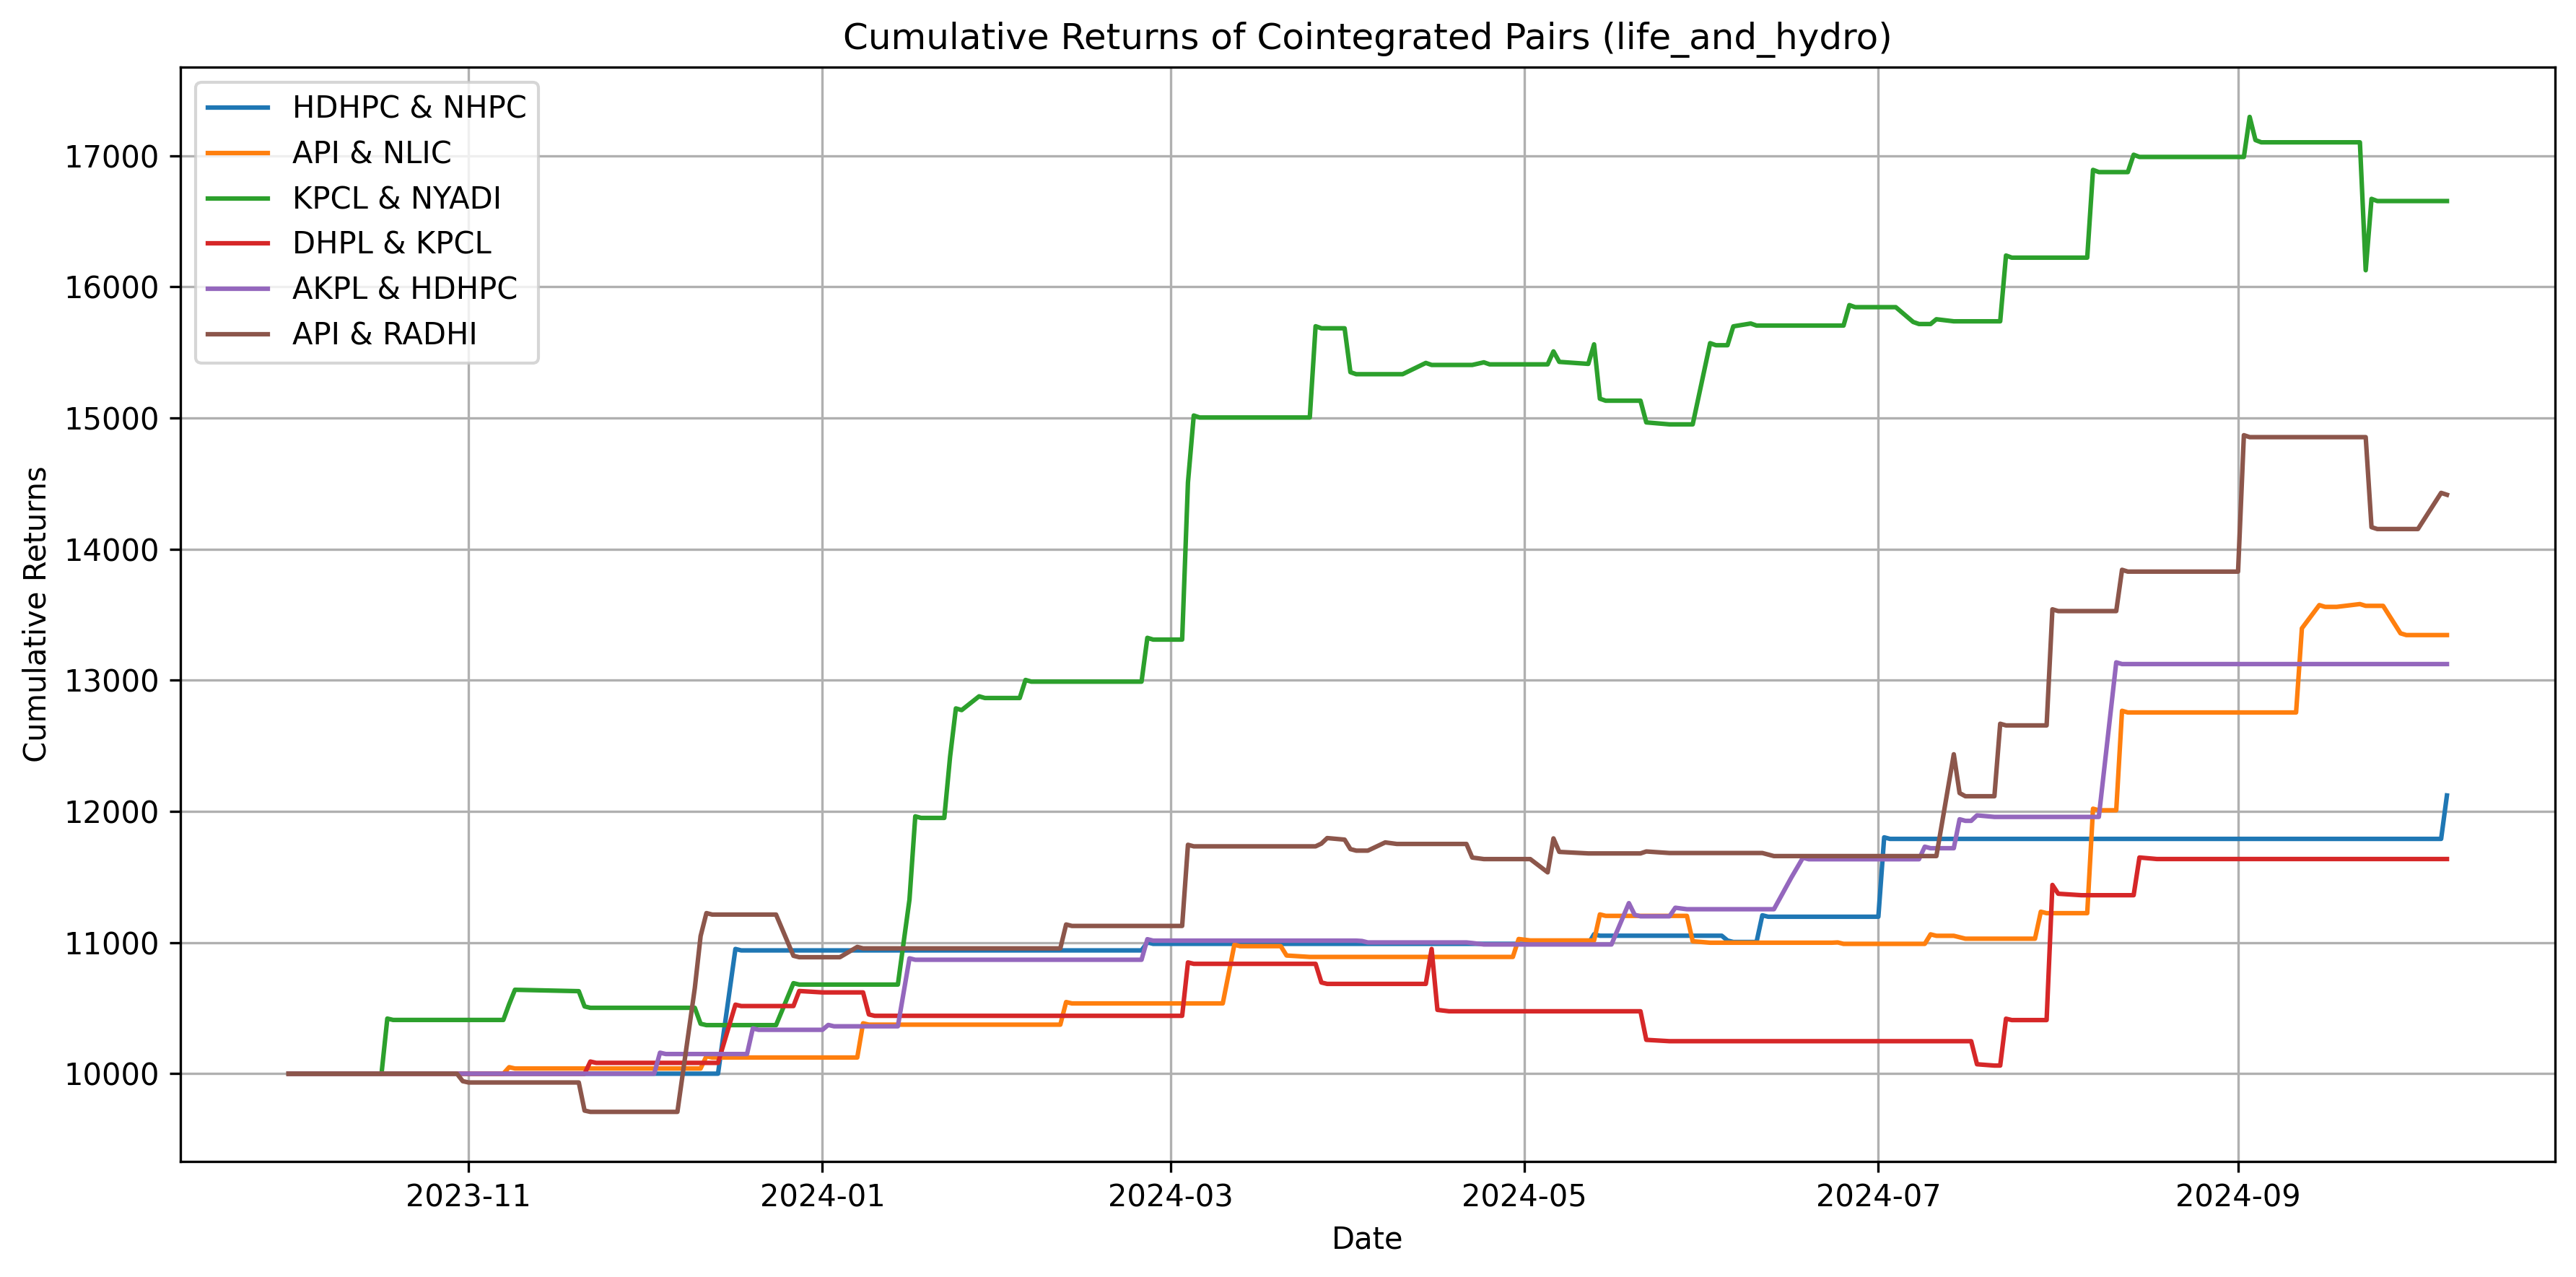 Cumulative Returns of Cointegrated Pairs (life_and_hydro)
HDHPC & NHPC
API & NLIC
KPCL & NYADI
DHPL & KPCL
AKPL & HDHPC
API & RADHI
Cumulative Returns
17000
16000
15000
14000
13000
12000
11000
10000
2023-11
2024-01
2024-03
2024-05
2024-07
2024-09
Date